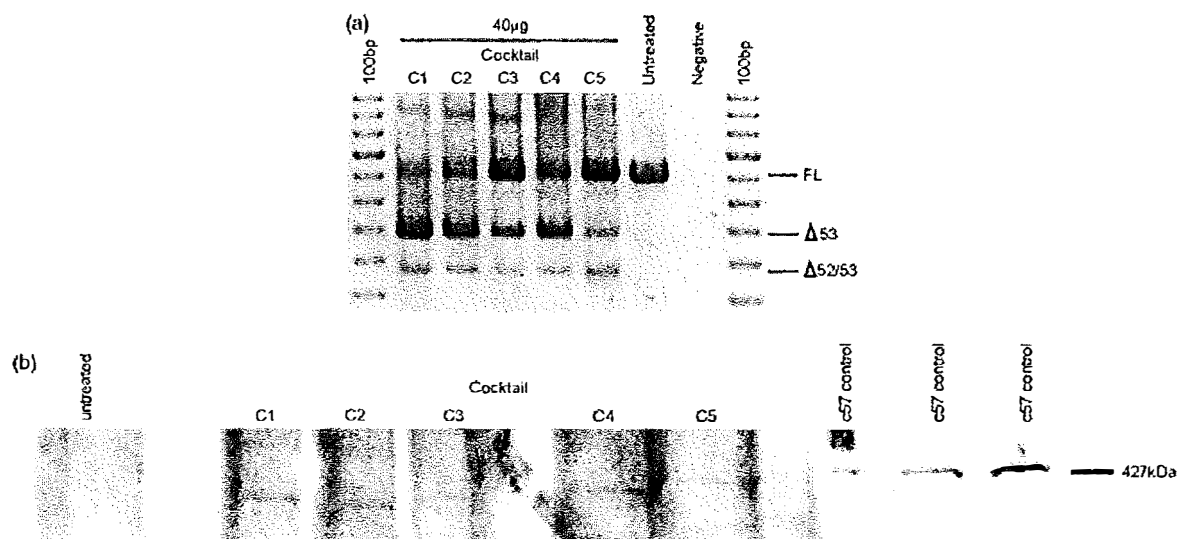 (a)
40µg
Cocktail
100bp
C1 C2 C3 C4 C5
Untreated
Negative
100bp
FL
Δ53
Δ52/53
(b)
untreated
Cocktail
C1 C2 C3 C4 C5
c57 control
c57 control
c57 control
427kDa